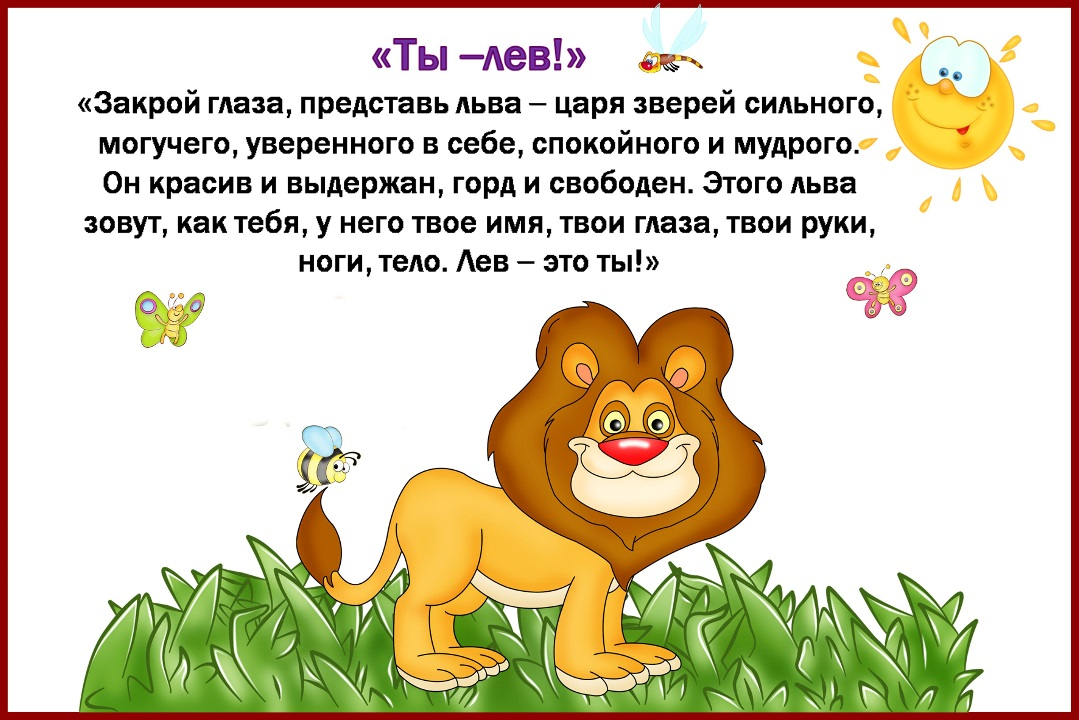 «Ты –лев!»
«Закрой глаза, представь льва – царя зверей сильного,
могучего, уверенного в себе, спокойного и мудрого.
Он красив и выдержан, горд и свободен. Этого льва
зовут, как тебя, у него твое имя, твои глаза, твои руки,
ноги, тело. Лев – это ты!»